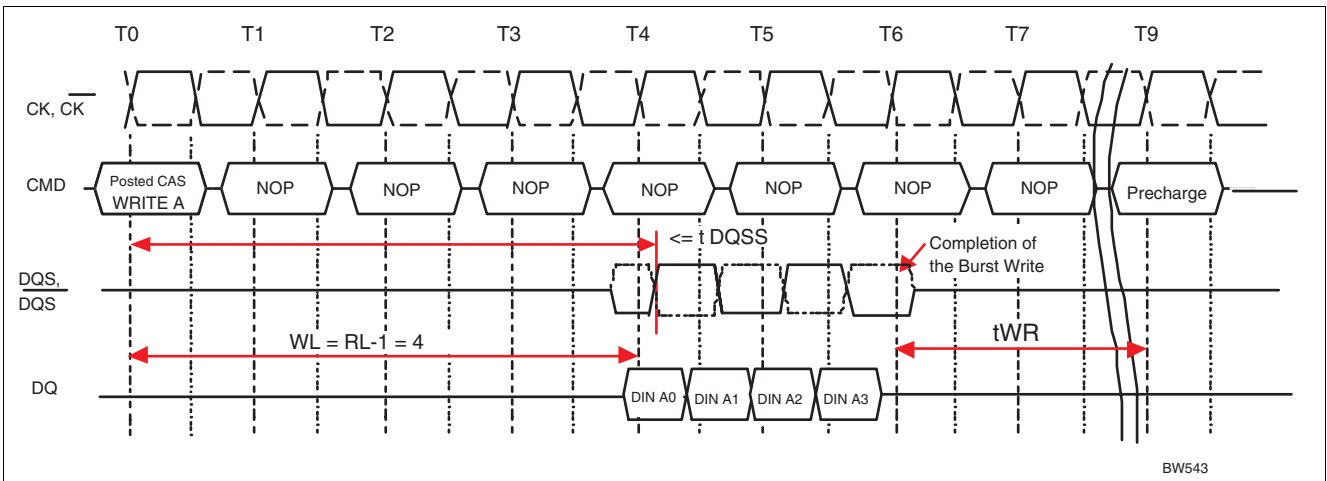 T0 T1 T2 T3 T4 T5 T6 T7 T9
CK, CK
CMD
Posted CAS
WRITE A
NOP NOP NOP NOP NOP NOP NOP Precharge
<= t DQSS
Completion of
the Burst Write
DQS,
DQS
WL = RL-1 = 4
tWR
DQ
DIN A0 DIN A1 DIN A2 DIN A3
BW543